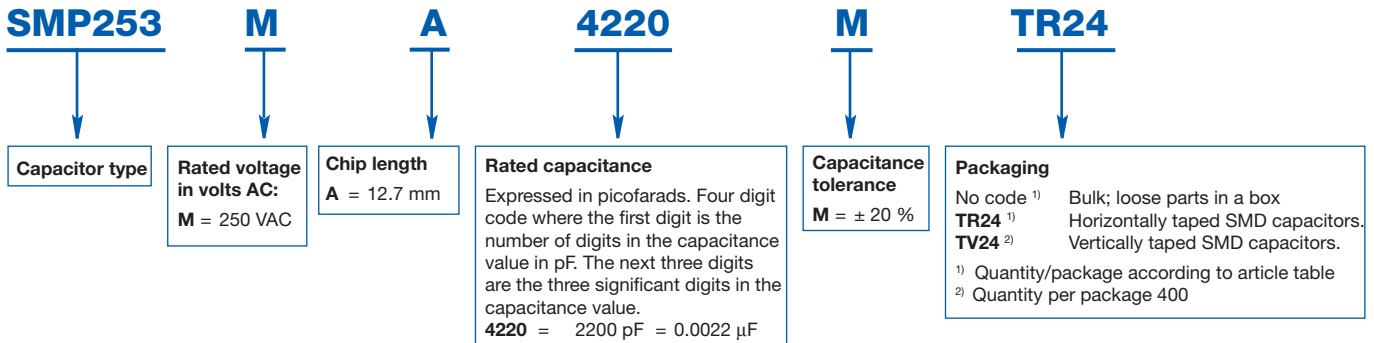 SMP253 M A 4220 M TR24
Capacitor type
Rated voltage
in volts AC:
M = 250 VAC
Chip length
A = 12.7 mm
Rated capacitance
Expressed in picofarads. Four digit
code where the first digit is the
number of digits in the capacitance
value in pF. The next three digits
are the three significant digits in the
capacitance value.
4220 = 2200 pF = 0.0022 μF
Capacitance
tolerance
M = ± 20 %
Packaging
No code 1) Bulk; loose parts in a box
TR24 1) Horizontally taped SMD capacitors.
TV24 2) Vertically taped SMD capacitors.
1) Quantity/package according to article table
2) Quantity per package 400